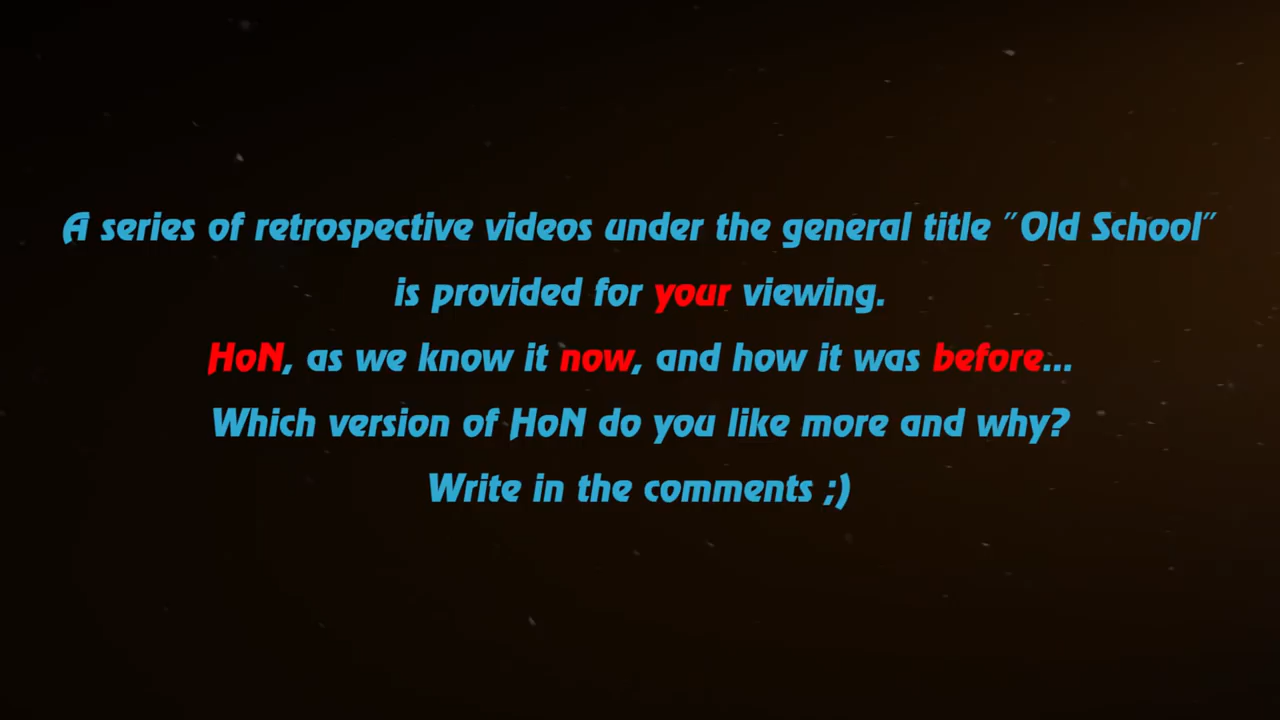 A series of retrospective videos under the general title "Old School"
is provided for your viewing.
HoN, as we know it now, and how it was before...
Which version of HoN do you like more and why?
Write in the comments ;)